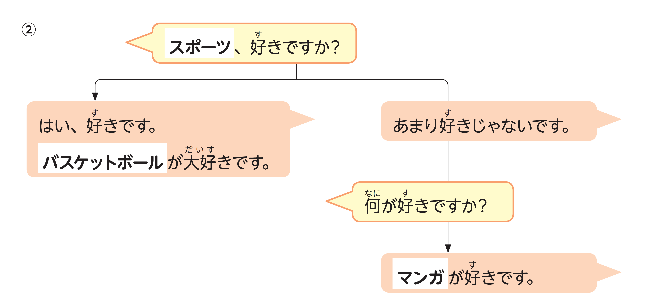 ②
スポーツ、好きですか?
はい、好きです。
バスケットボールが大好きです。
あまり好きじゃないです。
何が好きですか?
マンガが好きです。